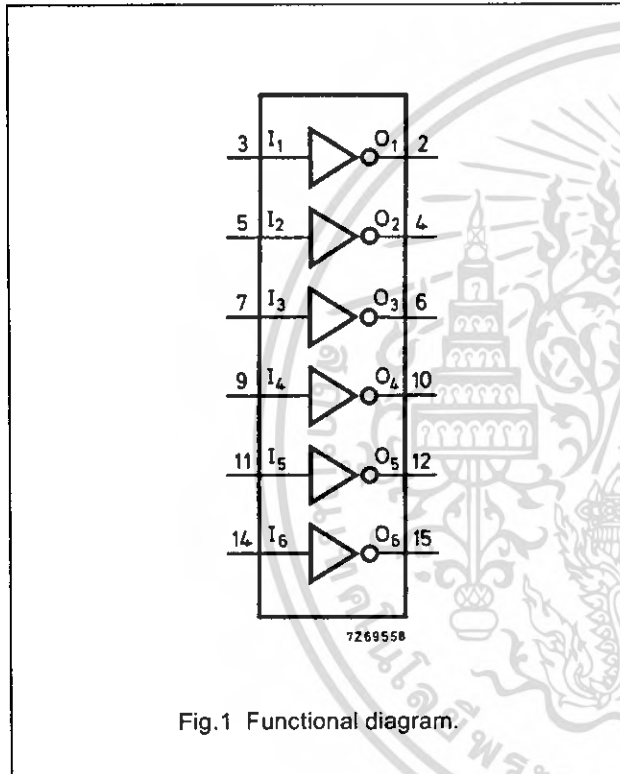 3 I1 O1 2
5 I2 O2 4
7 I3 O3 6
9 I4 O4 10
11 I5 O5 12
14 I6 O6 15
7Z69558
Fig.1 Functional diagram.